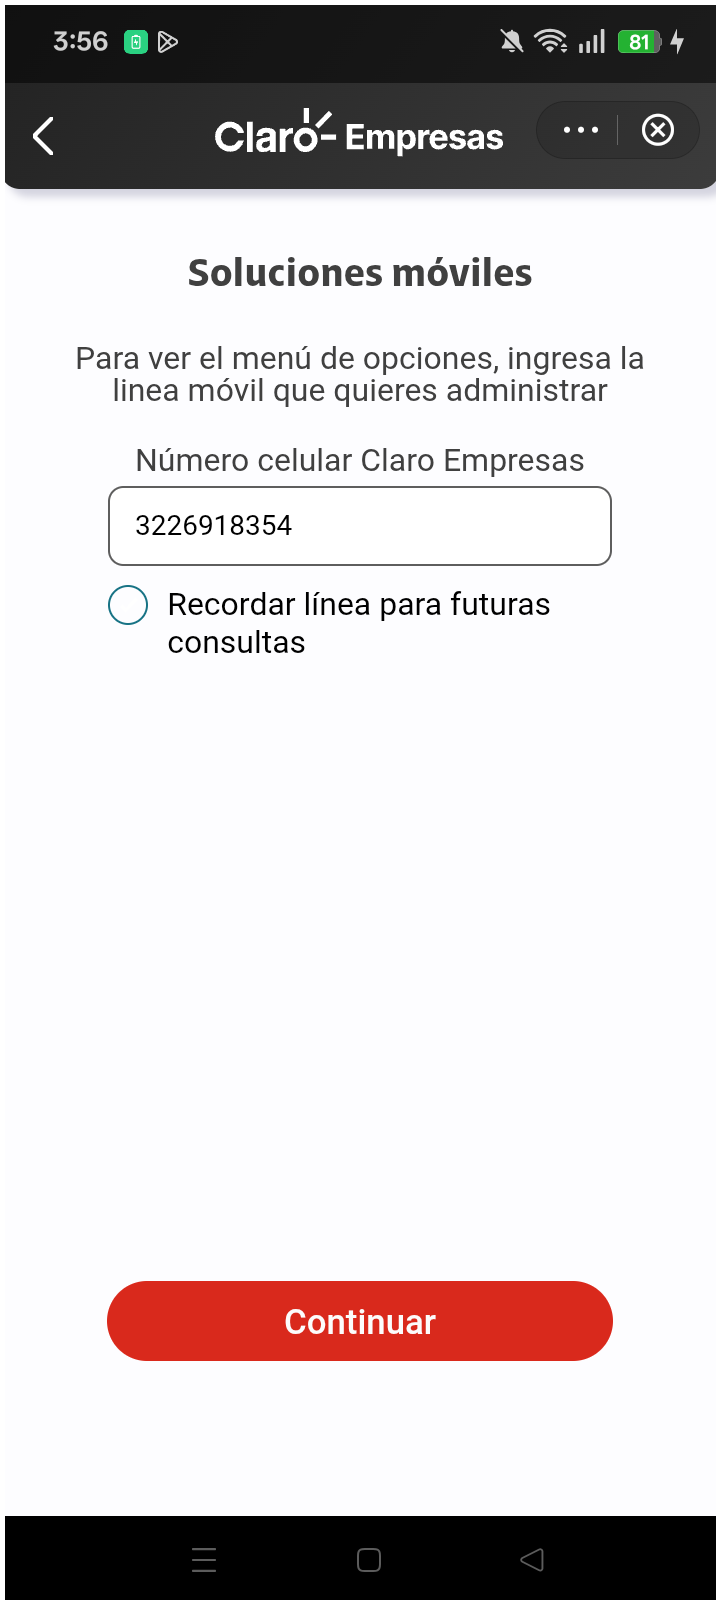 3:56
81
Claro Empresas
Soluciones móviles
Para ver el menú de opciones, ingresa la
linea móvil que quieres administrar
Número celular Claro Empresas
3226918354
Recordar línea para futuras
consultas
Continuar